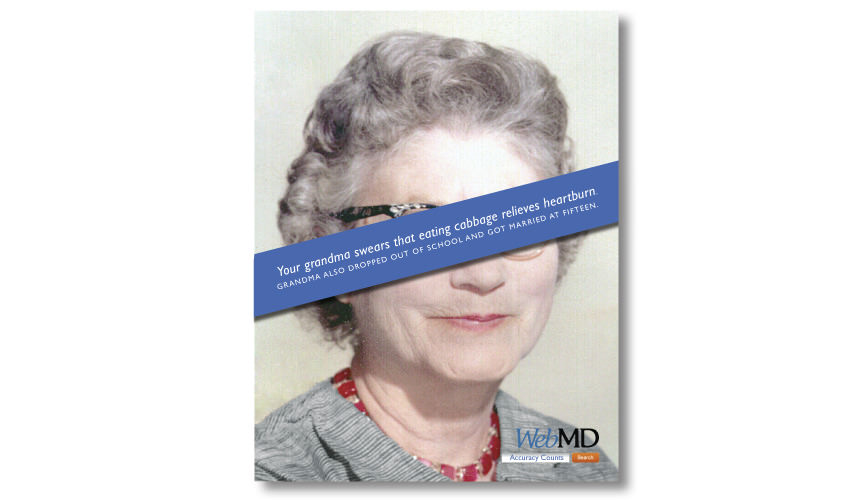 Your grandma swears that eating cabbage relieves heartburn.
GRANDMA ALSO DROPPED OUT OF SCHOOL AND GOT MARRIED AT FIFTEEN.
WebMD
Accuracy Counts Search